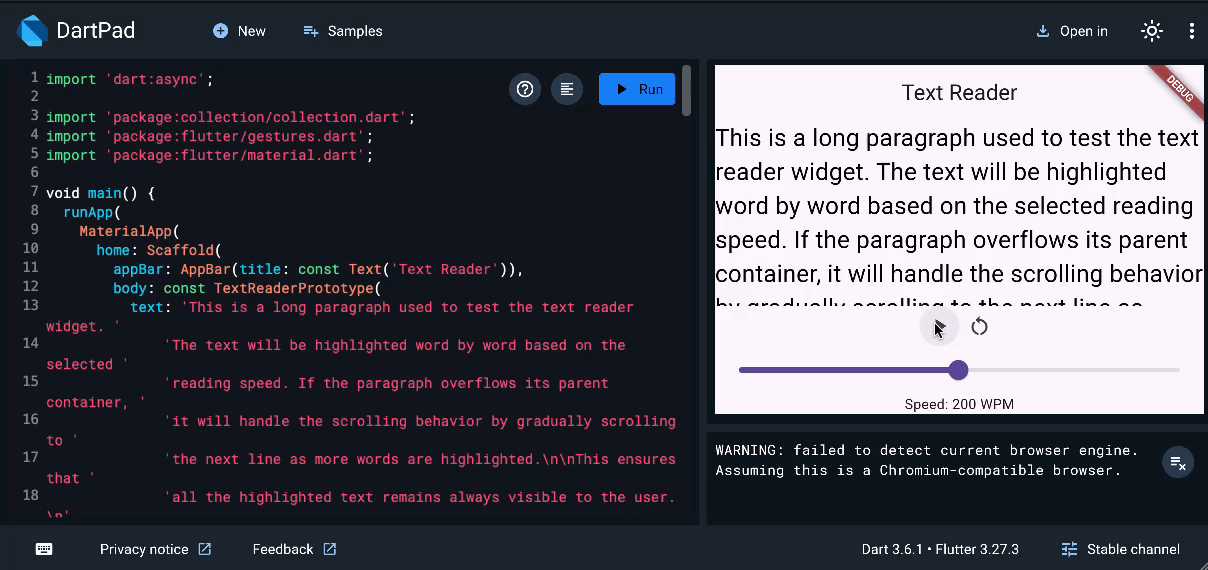 DartPad
New
Samples
Open in
1 import 'dart:async';
2
3 import 'package:collection/collection.dart';
4 import 'package:flutter/gestures.dart';
5 import 'package:flutter/material.dart';
6
7 void main() {
8 runApp(
9 MaterialApp(
10 home: Scaffold(
11 appBar: AppBar(title: const Text('Text Reader')),
12 body: const TextReaderPrototype(
13 text: 'This is a long paragraph used to test the text reader
widget. '
14 'The text will be highlighted word by word based on the
selected '
15 'reading speed. If the paragraph overflows its parent
container, '
16 'it will handle the scrolling behavior by gradually scrolling
to '
17 'the next line as more words are highlighted.\n\nThis ensures
that '
18 'all the highlighted text remains always visible to the user.
\n'
Run
Text Reader
DEBUG
This is a long paragraph used to test the text
reader widget. The text will be highlighted
word by word based on the selected reading
speed. If the paragraph overflows its parent
container, it will handle the scrolling behavior
by gradually scrolling to the next line as
Speed: 200 WPM
WARNING: failed to detect current browser engine.
Assuming this is a Chromium-compatible browser.
Privacy notice
Feedback
Dart 3.6.1 • Flutter 3.27.3
Stable channel